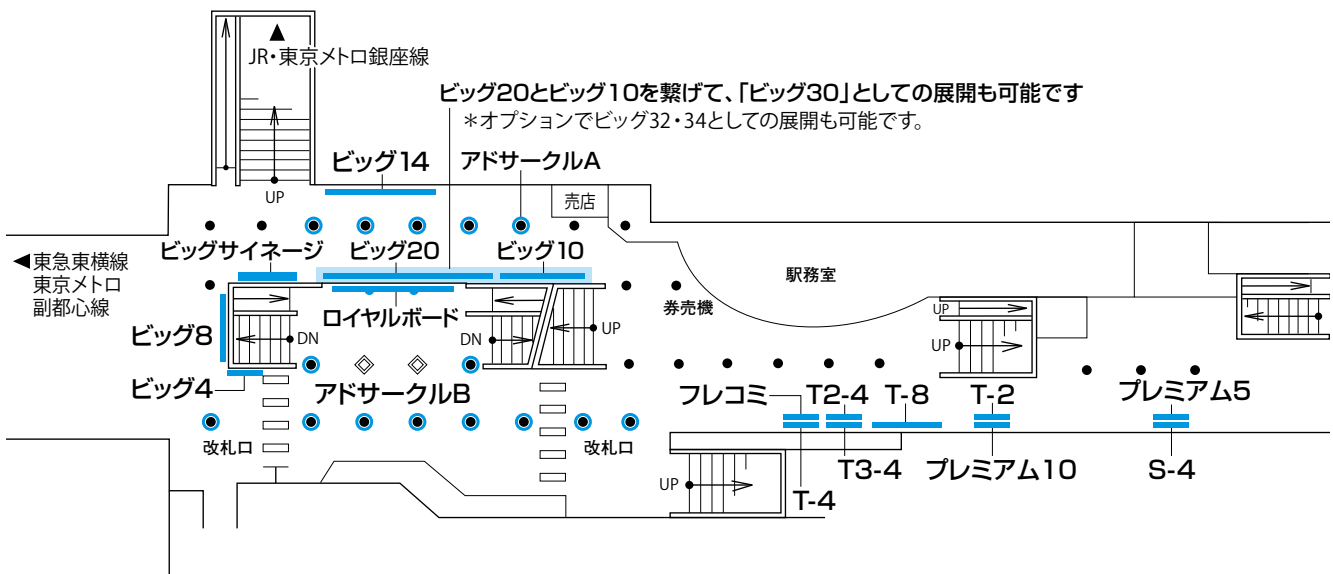 ▲
JR・東京メトロ銀座線
ビッグ20とビッグ10を繋げて、「ビッグ30」としての展開も可能です
＊オプションでビッグ32・34としての展開も可能です。
ビッグ14
アドサークルA
UP
売店
ビッグサイネージ
ビッグ20
ビッグ10
◀東急東横線
東京メトロ
副都心線
駅務室
券売機
ロイヤルボード
ビッグ8
DN
DN
UP
UP
UP
ビッグ4
アドサークルB
フレコミ
T2-4
T-8
T-2
プレミアム5
改札口
改札口
T3-4
プレミアム10
S-4
UP
T-4